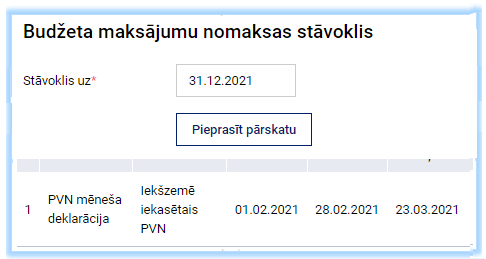 Budžeta maksājumu nomaksas stāvoklis
Stāvoklis uz*
31.12.2021
Pieprasīt pārskatu
1 PVN mēneša deklarācija Iekšzemē iekasētais PVN 01.02.2021 28.02.2021 23.03.2021